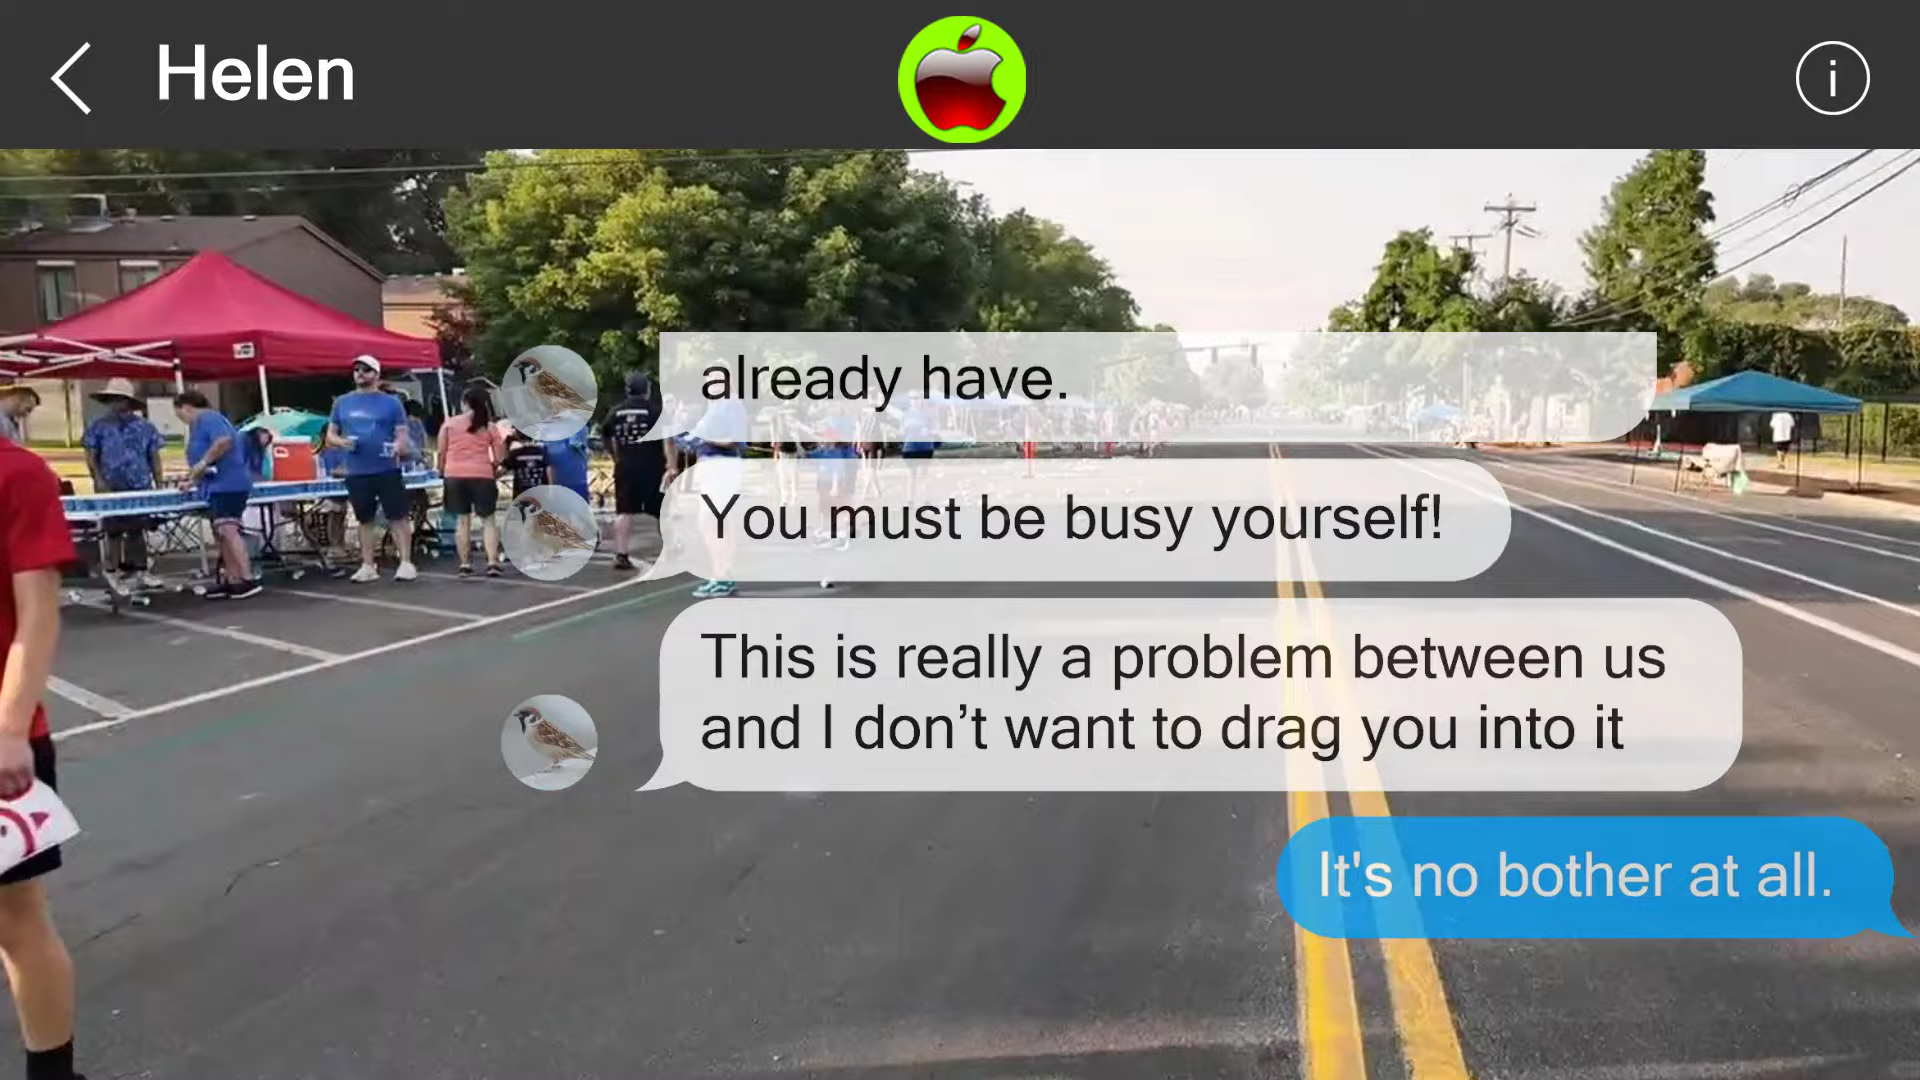 Helen
already have.
You must be busy yourself!
This is really a problem between us
and I don’t want to drag you into it
It's no bother at all.